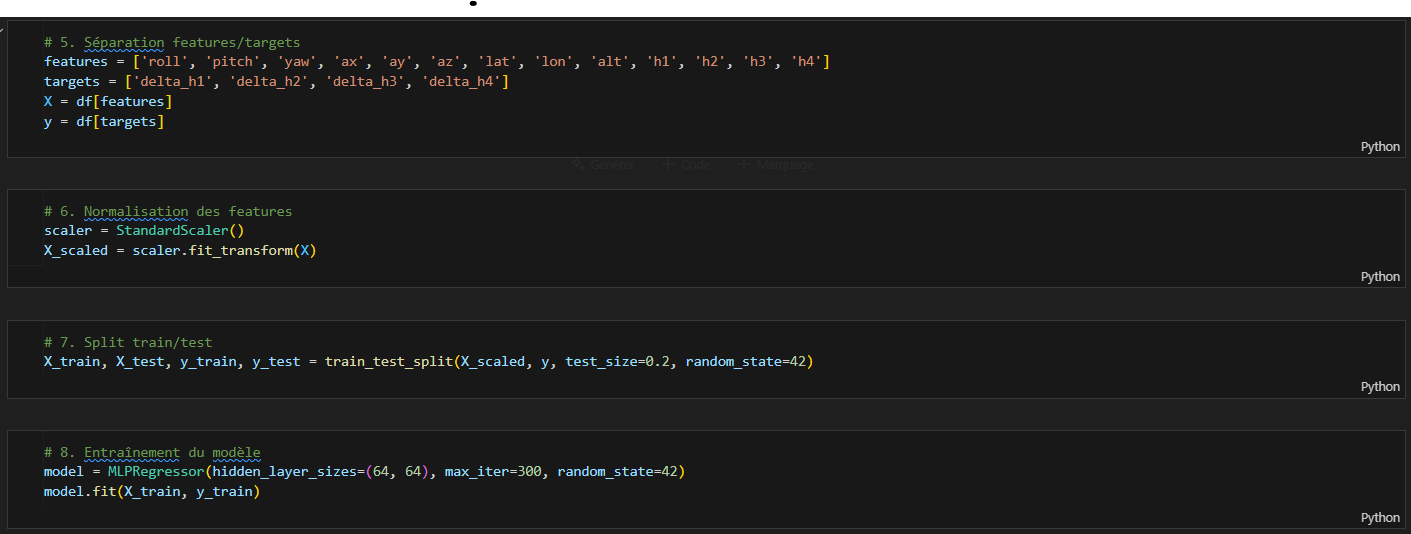 # 5. Séparation features/targets
features = ['roll', 'pitch', 'yaw', 'ax', 'ay', 'az', 'lat', 'lon', 'alt', 'h1', 'h2', 'h3', 'h4']
targets = ['delta_h1', 'delta_h2', 'delta_h3', 'delta_h4']
X = df[features]
y = df[targets]
Python
Générer + Code + Marquage
# 6. Normalisation des features
scaler = StandardScaler()
X_scaled = scaler.fit_transform(X)
Python
# 7. Split train/test
X_train, X_test, y_train, y_test = train_test_split(X_scaled, y, test_size=0.2, random_state=42)
Python
# 8. Entraînement du modèle
model = MLPRegressor(hidden_layer_sizes=(64, 64), max_iter=300, random_state=42)
model.fit(X_train, y_train)
Python